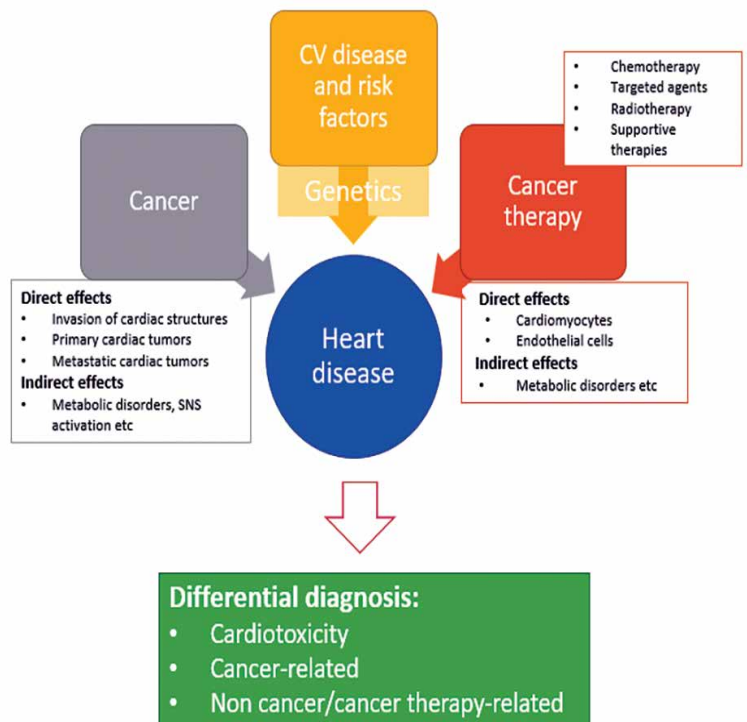 CV disease
and risk
factors
Genetics
• Chemotherapy
• Targeted agents
• Radiotherapy
• Supportive
therapies
Cancer
Cancer
therapy
Direct effects
• Invasion of cardiac structures
• Primary cardiac tumors
• Metastatic cardiac tumors
Indirect effects
• Metabolic disorders, SNS
activation etc
Heart
disease
Direct effects
• Cardiomyocytes
• Endothelial cells
Indirect effects
• Metabolic disorders etc
Differential diagnosis:
• Cardiotoxicity
• Cancer-related
• Non cancer/cancer therapy-related